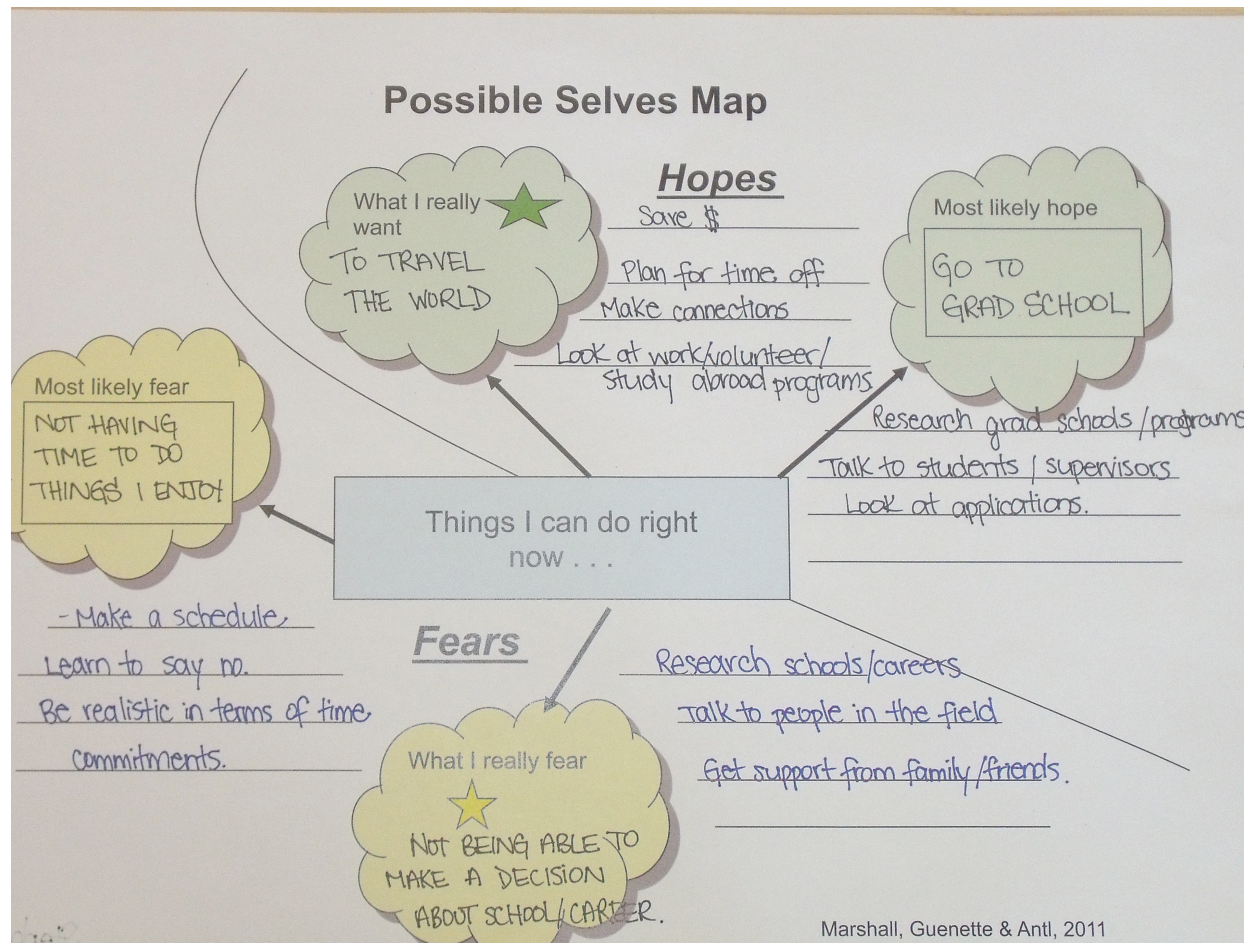 Possible Selves Map
Hopes
What I really
want
TO TRAVEL
THE WORLD
Save $
Plan for time off
Make connections
Look at work/volunteer/
study abroad programs
Most likely hope
GO TO
GRAD SCHOOL
Research grad schools/programs
Talk to students / supervisors
Look at applications.
Most likely fear
NOT HAVING
TIME TO DO
THINGS I ENJOY
Things I can do right
now . . .
- Make a schedule,
Learn to say no.
Be realistic in terms of time
commitments.
Fears
What I really fear
NOT BEING ABLE TO
MAKE A DECISION
ABOUT SCHOOL/CAREER.
Research schools/careers
Talk to people in the field
Get support from family/friends.
Marshall, Guenette & Antl, 2011